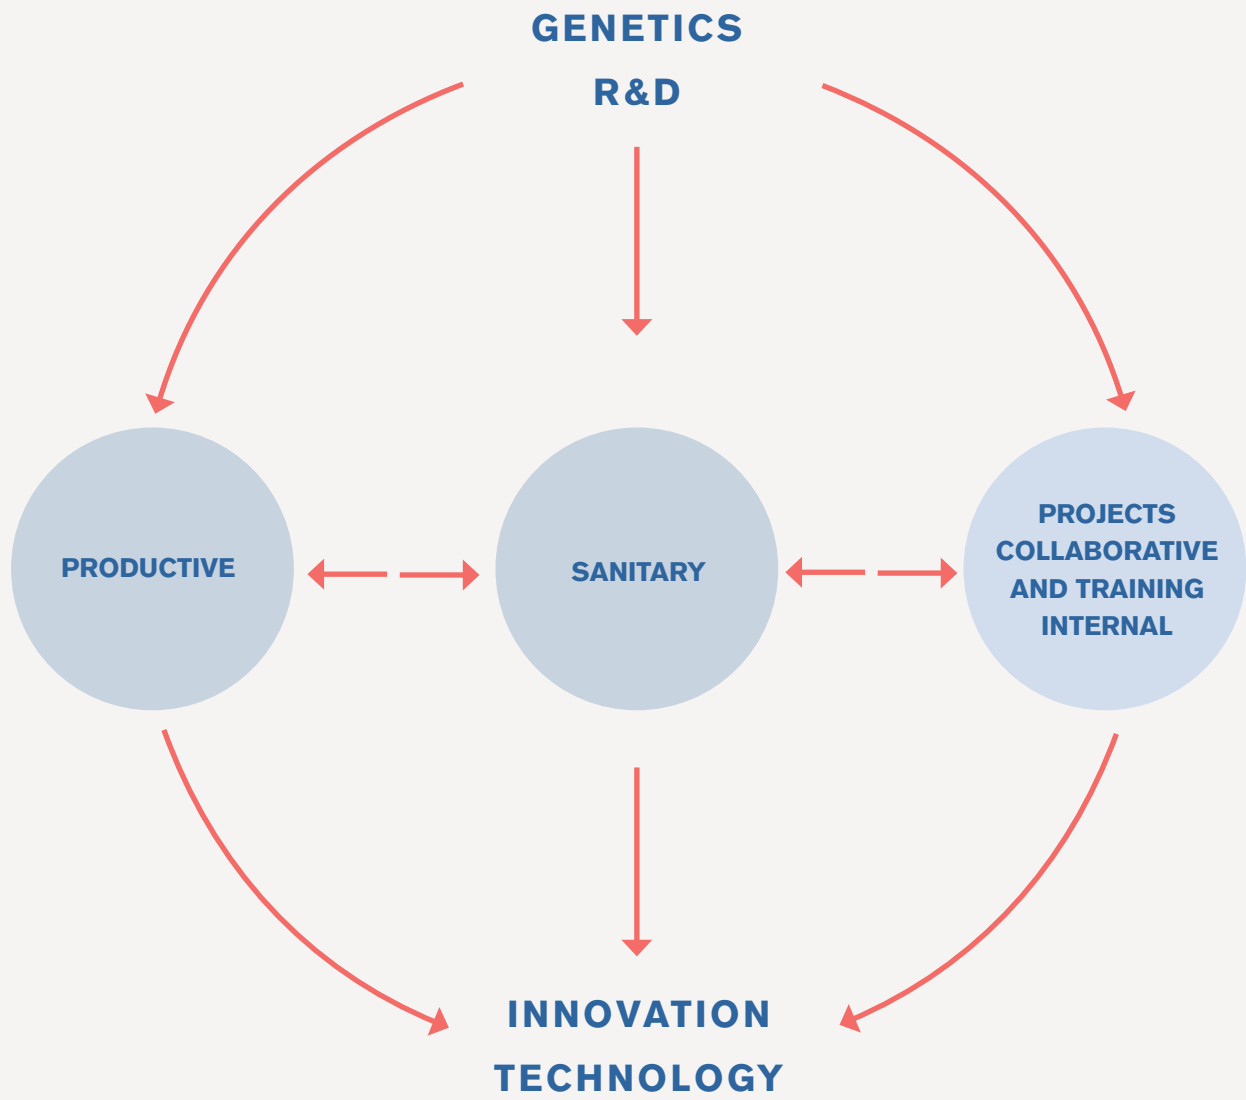 GENETICS
R&D
PRODUCTIVE
SANITARY
PROJECTS
COLLABORATIVE
AND TRAINING
INTERNAL
INNOVATION
TECHNOLOGY